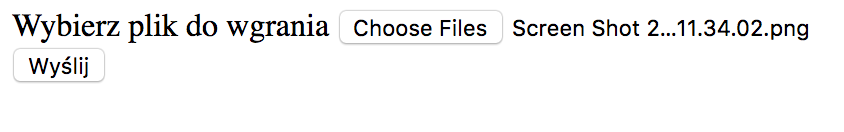 Wybierz plik do wgrania Choose Files Screen Shot 2...11.34.02.png
Wyślij